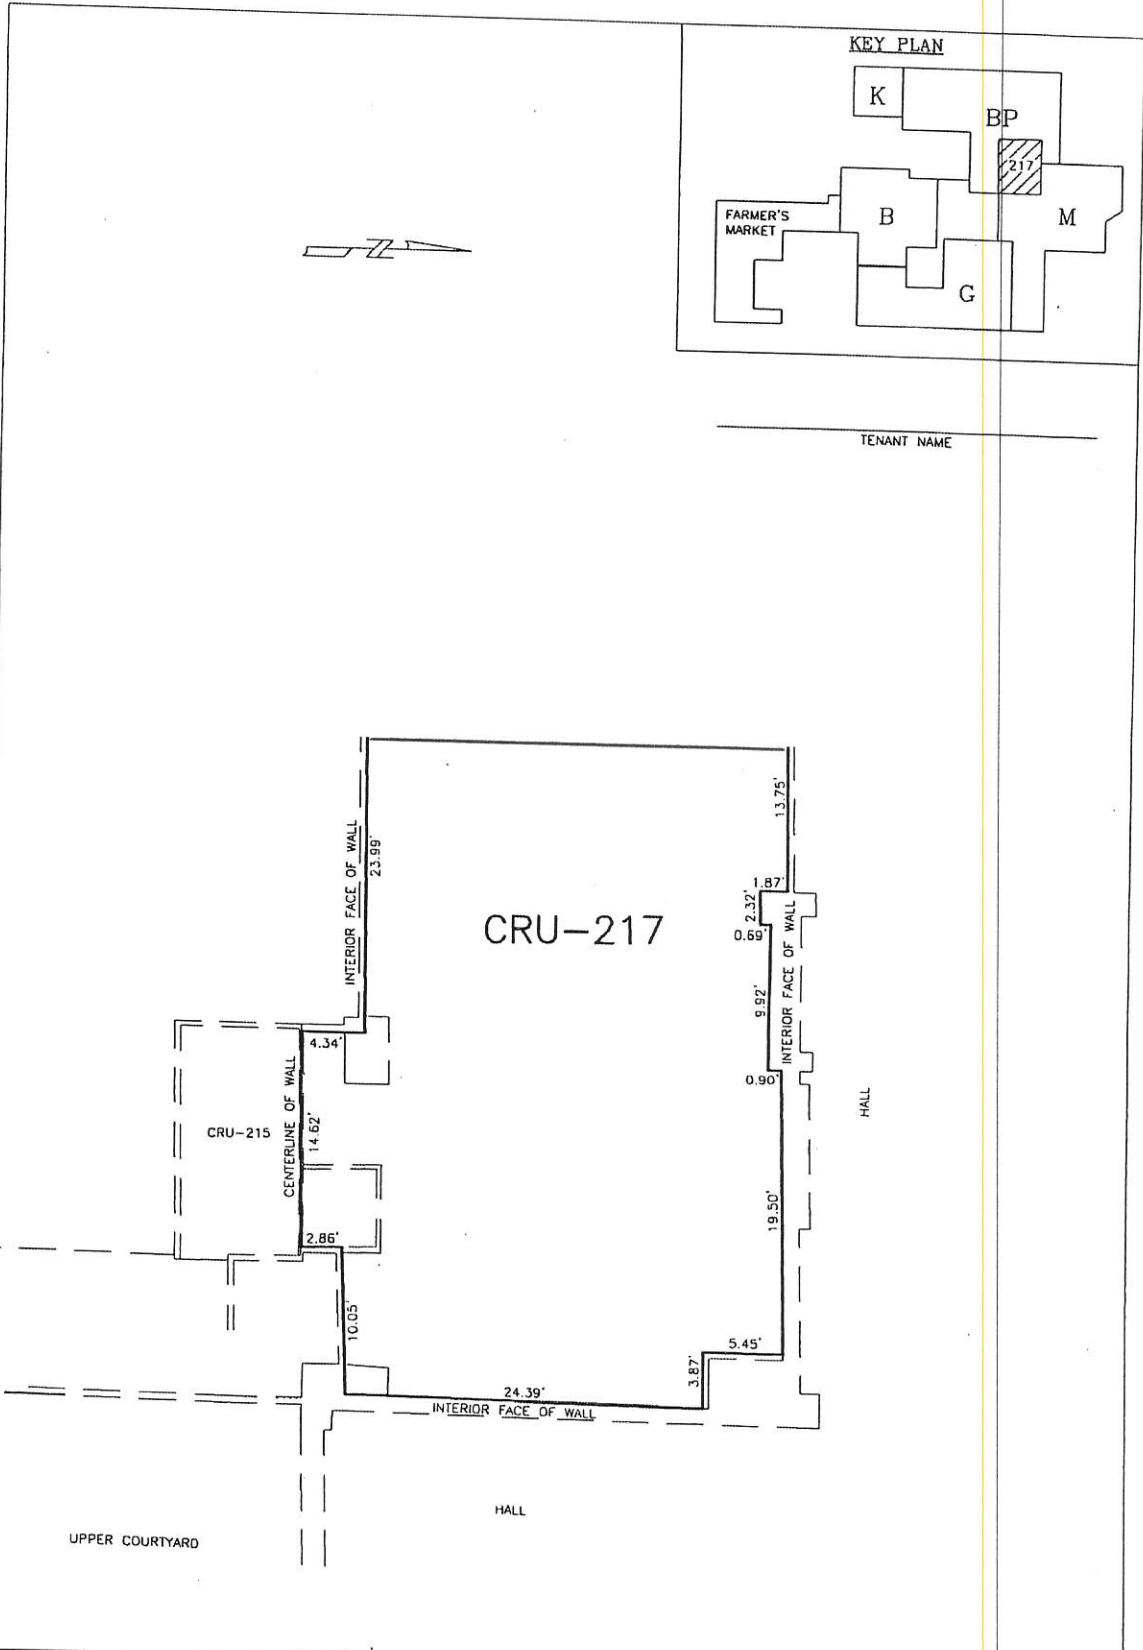 KEY PLAN
K
BP
217
FARMER'S
MARKET
B
M
G
Z
TENANT NAME
INTERIOR FACE OF WALL
23.99'
13.75'
1.87'
2.32'
0.69'
CRU-217
9.92'
INTERIOR FACE OF WALL
4.34'
0.90'
CRU-215
CENTERLINE OF WALL
14.62'
HALL
19.50'
2.86'
10.05'
5.45'
3.87'
24.39'
INTERIOR FACE OF WALL
HALL
UPPER COURTYARD